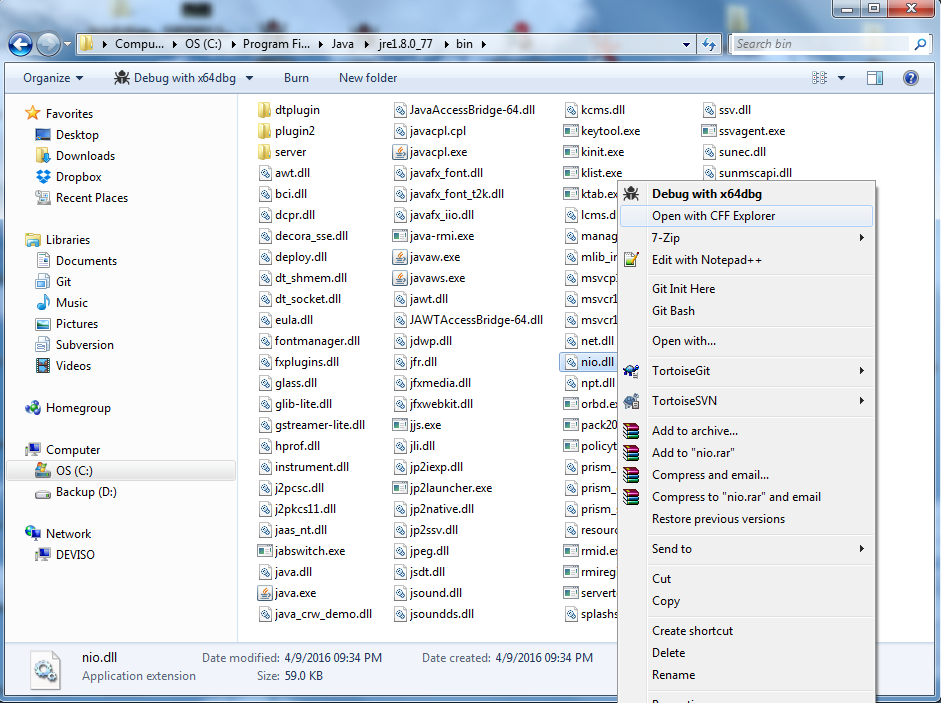 Compu... OS (C:) Program Fi... Java jre1.8.0_77 bin
Search bin
Organize Debug with x64dbg Burn New folder
Favorites
Desktop
Downloads
Dropbox
Recent Places
Libraries
Documents
Git
Music
Pictures
Subversion
Videos
Homegroup
Computer
OS (C:)
Backup (D:)
Network
DEVISO
dtplugin
plugin2
server
awt.dll
bci.dll
dcpr.dll
decora_sse.dll
deploy.dll
dt_shmem.dll
dt_socket.dll
eula.dll
fontmanager.dll
fxplugins.dll
glass.dll
glib-lite.dll
gstreamer-lite.dll
hprof.dll
instrument.dll
j2pcsc.dll
j2pkcs11.dll
jaas_nt.dll
jabswitch.exe
java.dll
java.exe
java_crw_demo.dll
JavaAccessBridge-64.dll
javacpl.cpl
javacpl.exe
javafx_font.dll
javafx_font_t2k.dll
javafx_iio.dll
java-rmi.exe
javaw.exe
javaws.exe
jawt.dll
JAWTAccessBridge-64.dll
jdwp.dll
jfr.dll
jfxmedia.dll
jfxwebkit.dll
jjs.exe
jli.dll
jp2iexp.dll
jp2launcher.exe
jp2native.dll
jp2ssv.dll
jpeg.dll
jsdt.dll
jsound.dll
jsoundds.dll
kcms.dll
keytool.exe
kinit.exe
klist.exe
ktab.ex
lcms.d
manag
mlib_ir
msvcp
msvcr1
msvcr1
net.dll
nio.dll
npt.dll
orbd.ex
pack20
policyt
prism_
prism_
resourc
rmid.ex
rmireg
servert
splashs
ssv.dll
ssvagent.exe
sunec.dll
sunmscapi.dll
Debug with x64dbg
Open with CFF Explorer
7-Zip
Edit with Notepad++
Git Init Here
Git Bash
Open with...
TortoiseGit
TortoiseSVN
Add to archive...
Add to "nio.rar"
Compress and email...
Compress to "nio.rar" and email
Restore previous versions
Send to
Cut
Copy
Create shortcut
Delete
Rename
nio.dll Date modified: 4/9/2016 09:34 PM Date created: 4/9/2016 09:34 PM
Application extension Size: 59.0 KB